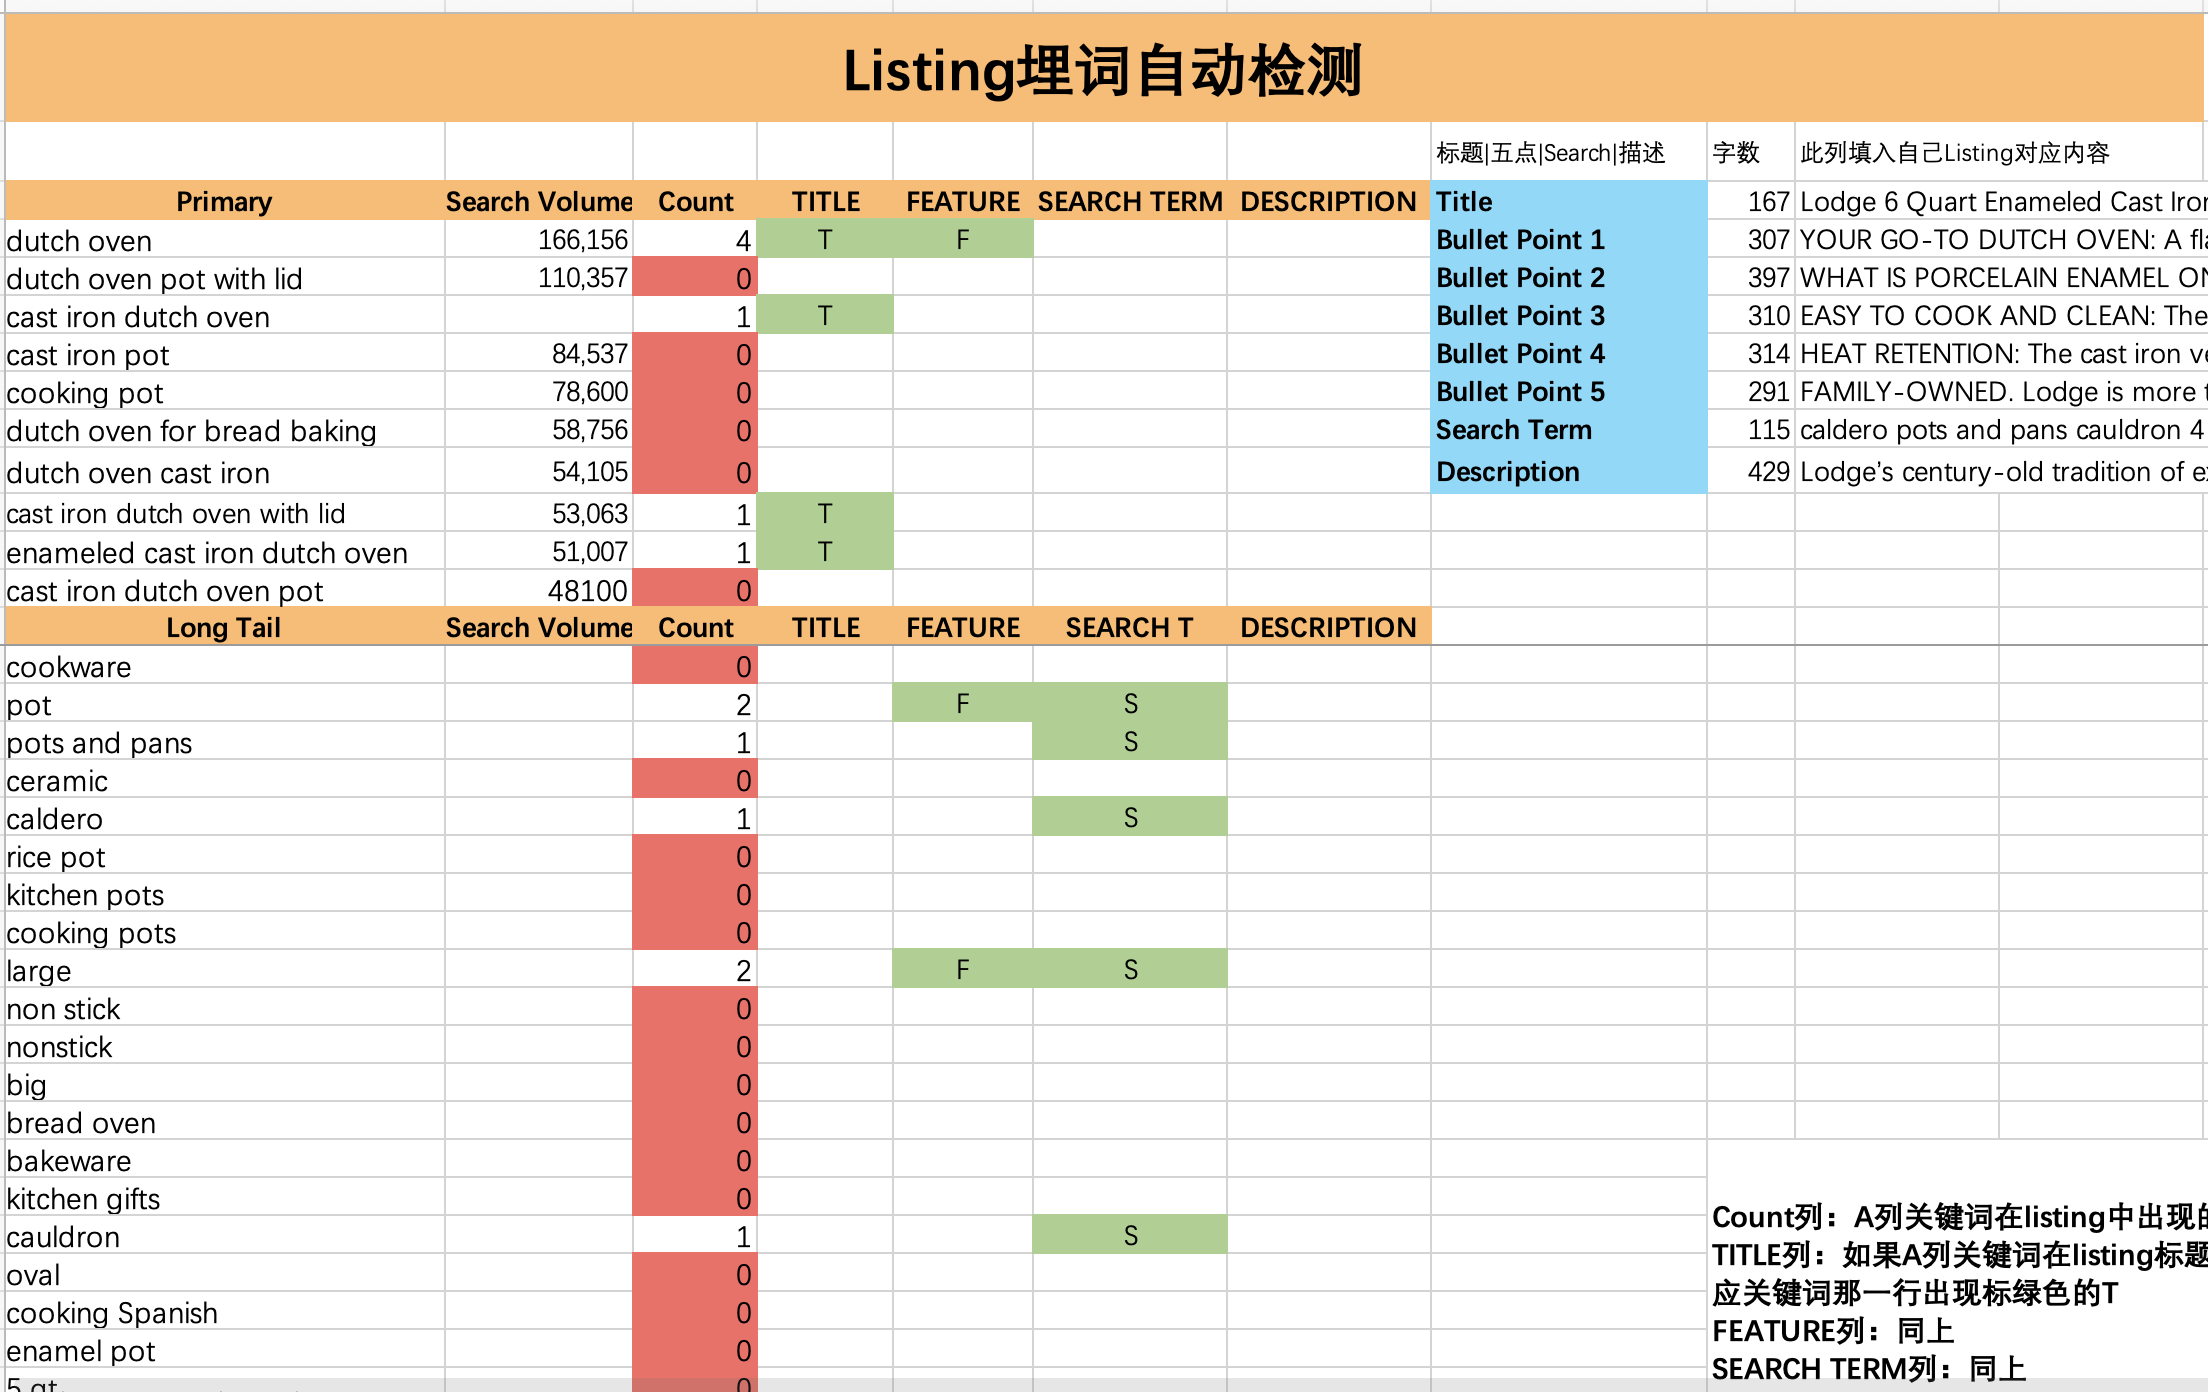 Listing埋词自动检测
标题|五点|Search|描述 字数 此列填入自己Listing对应内容
Primary Search Volume Count TITLE FEATURE SEARCH TERM DESCRIPTION Title 167 Lodge 6 Quart Enameled Cast Iron
dutch oven 166,156 4 T F Bullet Point 1 307 YOUR GO-TO DUTCH OVEN: A
dutch oven pot with lid 110,357 0 Bullet Point 2 397 WHAT IS PORCELAIN ENAMEL ON
cast iron dutch oven 1 T Bullet Point 3 310 EASY TO COOK AND CLEAN: The
cast iron pot 84,537 0 Bullet Point 4 314 HEAT RETENTION: The cast iron
cooking pot 78,600 0 Bullet Point 5 291 FAMILY-OWNED. Lodge is more
dutch oven for bread baking 58,756 0 Search Term 115 caldero pots and pans cauldron 4
dutch oven cast iron 54,105 0 Description 429 Lodge’s century-old tradition of
cast iron dutch oven with lid 53,063 1 T
enameled cast iron dutch oven 51,007 1 T
cast iron dutch oven pot 48100 0
Long Tail Search Volume Count TITLE FEATURE SEARCH T DESCRIPTION
cookware 0
pot 2 F S
pots and pans 1 S
ceramic 0
caldero 1 S
rice pot 0
kitchen pots 0
cooking pots 0
large 2 F S
non stick 0
nonstick 0
big 0
bread oven 0
bakeware 0
kitchen gifts 0
cauldron 1 S
oval 0
cooking Spanish 0
enamel pot 0
5 qt 0
Count列：A列关键词在listing中出现的
TITLE列：如果A列关键词在listing标题
应关键词那一行出现标绿色的T
FEATURE列：同上
SEARCH TERM列：同上